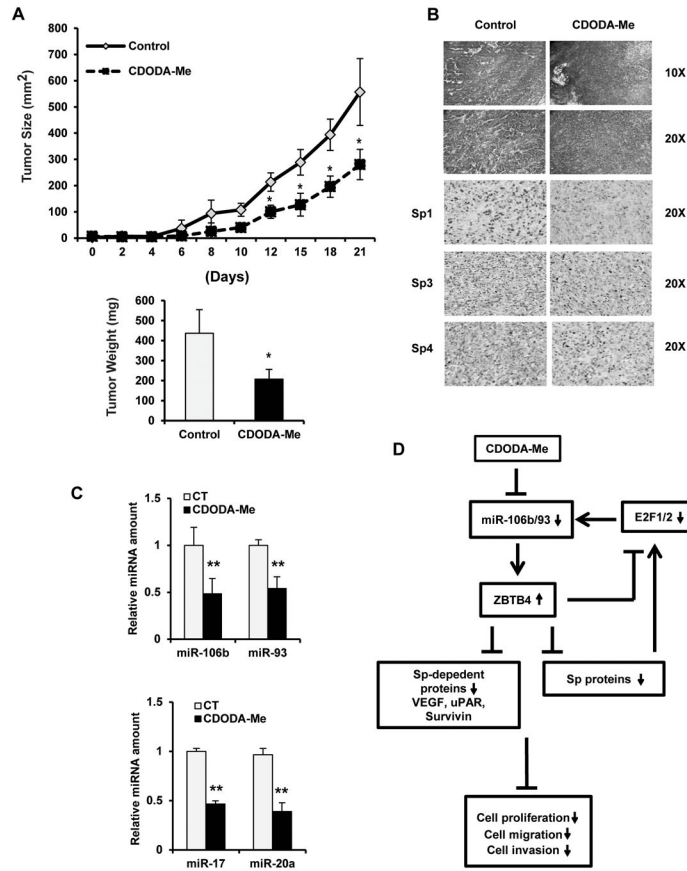 A
Tumor Size (mm2)
800
700
600
500
400
300
200
100
0
Control
CDODA-Me
*
*
*
*
*
0 2 4 6 8 10 12 15 18 21
(Days)
Tumor Weight (mg)
600
500
400
300
200
100
0
*
Control CDODA-Me
B
Control CDODA-Me
10X
20X
Sp1 20X
Sp3 20X
Sp4 20X
C
Relative miRNA amount
1.5
1
0.5
0
CT
CDODA-Me
** **
miR-106b miR-93
Relative miRNA amount
1.5
1
0.5
0
CT
CDODA-Me
** **
miR-17 miR-20a
D
CDODA-Me
miR-106b/93
E2F1/2
ZBTB4
Sp-depedent
proteins
VEGF, uPAR,
Survivin
Sp proteins
Cell proliferation
Cell migration
Cell invasion